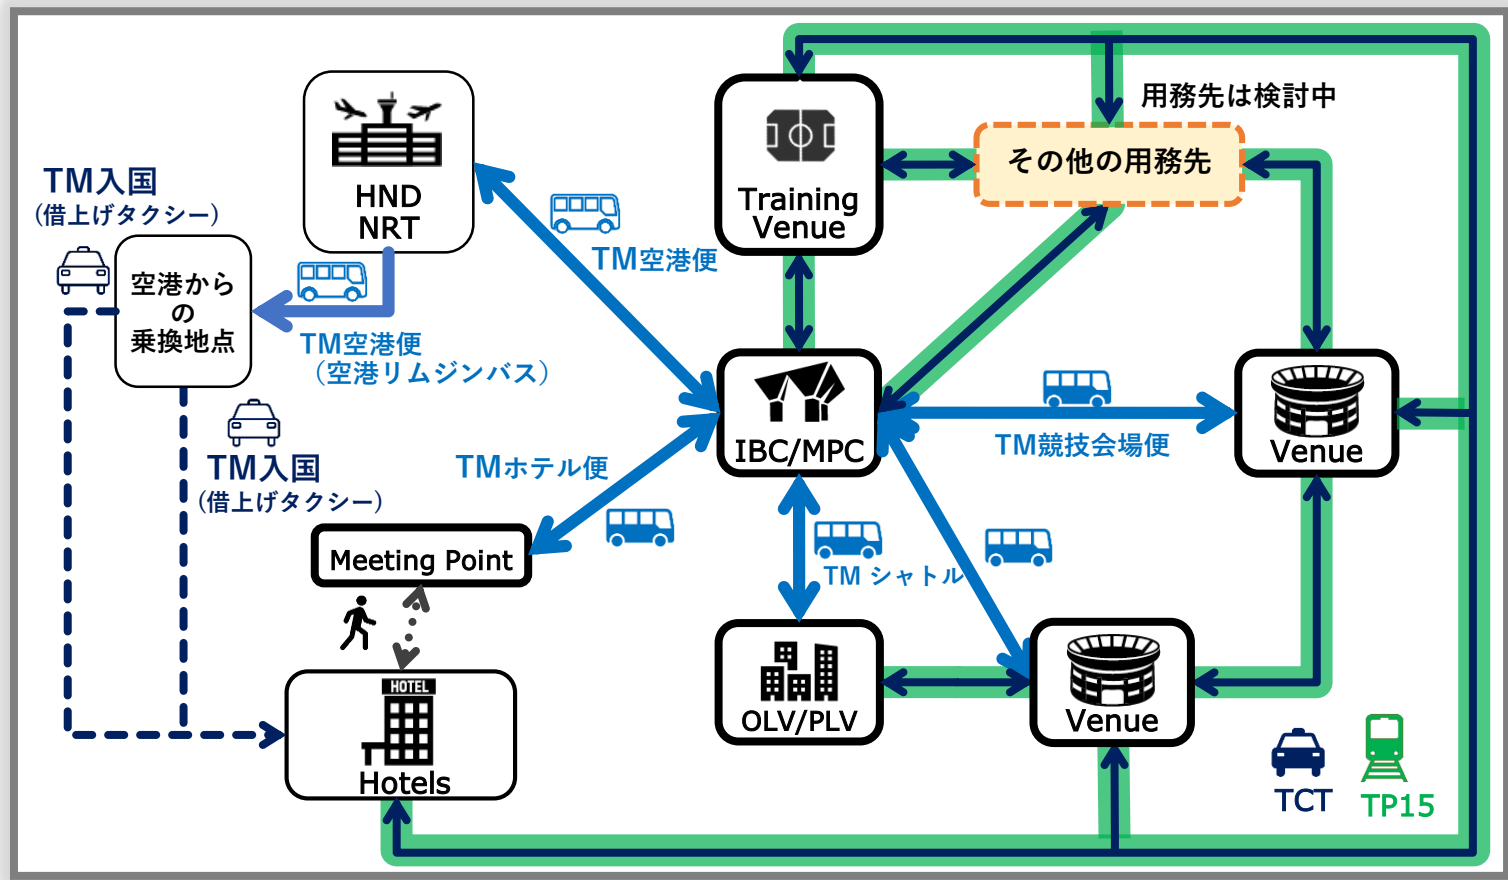 用務先は検討中
その他の用務先
HND
NRT
Training
Venue
TM入国
(借上げタクシー)
TM空港便
空港から
の
乗換地点
TM空港便
（空港リムジンバス）
IBC/MPC
TM競技会場便
Venue
TM入国
(借上げタクシー)
TMホテル便
Meeting Point
TM シャトル
HOTEL
Hotels
OLV/PLV
Venue
TCT
TP15